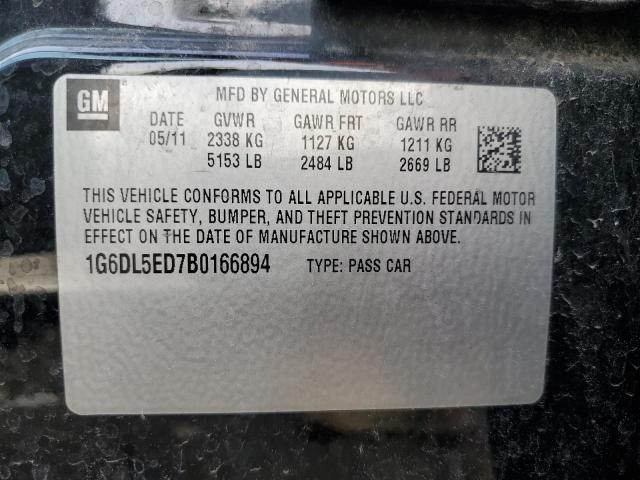 GM
MFD BY GENERAL MOTORS LLC
DATE GVWR GAWR FRT GAWR RR
05/11 2338 KG 1127 KG 1211 KG
5153 LB 2484 LB 2669 LB
THIS VEHICLE CONFORMS TO ALL APPLICABLE U.S. FEDERAL MOTOR
VEHICLE SAFETY, BUMPER, AND THEFT PREVENTION STANDARDS IN
EFFECT ON THE DATE OF MANUFACTURE SHOWN ABOVE.
1G6DL5ED7B0166894 TYPE: PASS CAR